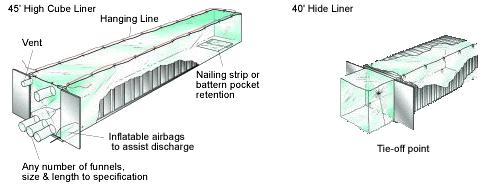 45' High Cube Liner
Hanging Line
Vent
Nailing strip or
battern pocket
retention
Inflatable airbags
to assist discharge
Any number of funnels,
size & length to specification
40' Hide Liner
Tie-off point